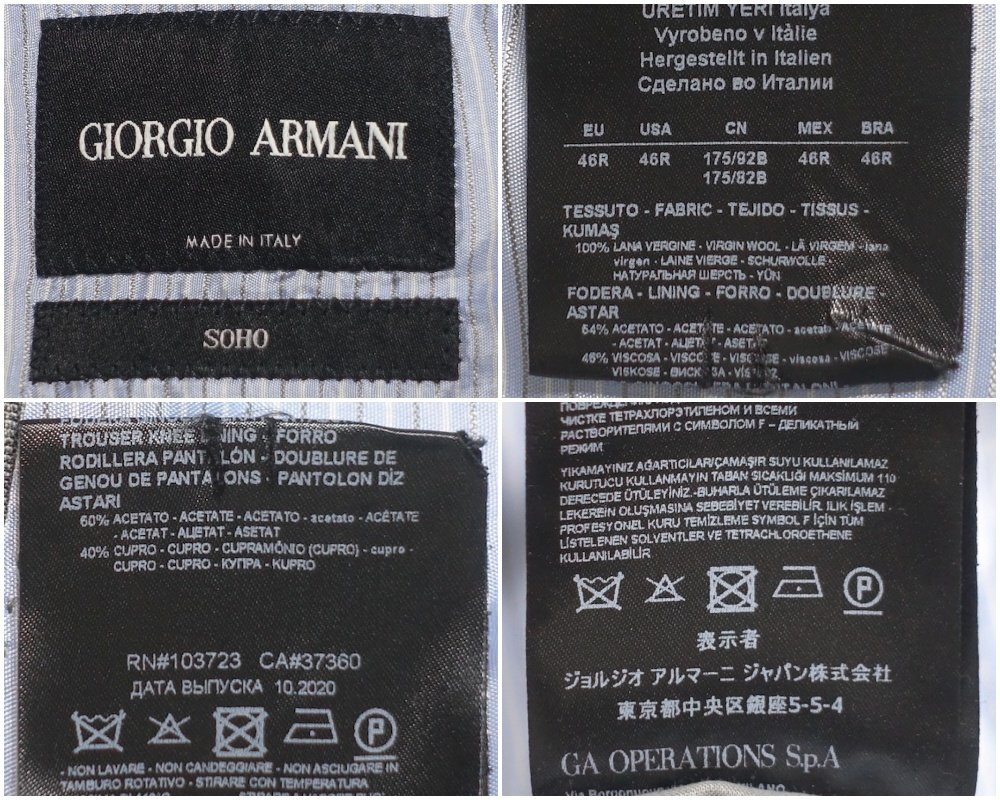 GIORGIO ARMANI
MADE IN ITALY
SOHO
ÜRETİM YERİ İtalya
Vyrobeno v Itálie
Hergestellt in Italien
Сделано во Италии
EU USA CN MEX BRA
46R 46R 175/92B 46R 46R
175/82B
TESSUTO - FABRIC - TEJIDO - TISSUS -
KUMAŞ
100% LANA VERGINE - VIRGIN WOOL - LÃ VIRGEM - lana
virgen - LAINE VIERGE - SCHURWOLLE -
НАТУРАЛЬНАЯ ШЕРСТЬ - YÜN
FODERA - LINING - FORRO - DOUBLURE -
ASTAR
54% ACETATO - ACETATE - ACETATO - acetato - ACÉTATE
- ACETAT - АЦЕТАТ - ASETAT
46% VISCOSA - VISCOSE - VISCOSE - viscosa - VISCOSE
VISKOSE - ВИСКОЗА - VİSKOZ
TROUSER KNEE LINING - FORRO
RODILLERA PANTALÓN - DOUBLURE DE
GENOU DE PANTALONS - PANTOLON DİZ
ASTARI
60% ACETATO - ACETATE - ACETATO - acetato - ACÉTATE
- ACETAT - АЦЕТАТ - ASETAT
40% CUPRO - CUPRO - CUPRAMÔNIO (CUPRO) - cupro -
CUPRO - CUPRO - КУПРА - KUPRO
RN#103723 CA#37360
ДАТА ВЫПУСКА 10.2020
- NON LAVARE - NON CANDEGGIARE - NON ASCIUGARE IN
TAMBURO ROTATIVO - STIRARE CON TEMPERATURA
ЧИСТКЕ ТЕТРАХЛОРЭТИЛЕНОМ И ВСЕМИ
РАСТВОРИТЕЛЯМИ С СИМВОЛОМ F – ДЕЛИКАТНЫЙ
РЕЖИМ
YIKAMAYINIZ AĞARTICILAR/ÇAMAŞIR SUYU KULLANILAMAZ
KURUTUCU KULLANMAYIN TABAN SICAKLIĞI MAKSİMUM 110
DERECEDE ÜTÜLEYİNİZ.-BUHARLA ÜTÜLEME ÇIKARILAMAZ
LEKEREİN OLUŞMASINA SEBEBİYET VEREBİLİR. ILIK İŞLEM -
PROFESYONEL KURU TEMİZLEME SYMBOL F İÇİN TÜM
LİSTELENEN SOLVENTLER VE TETRACHLOROETHENE
KULLANILABİLİR
P
表示者
ジョルジオ アルマーニ ジャパン株式会社
東京都中央区銀座5-5-4
GA OPERATIONS S.p.A